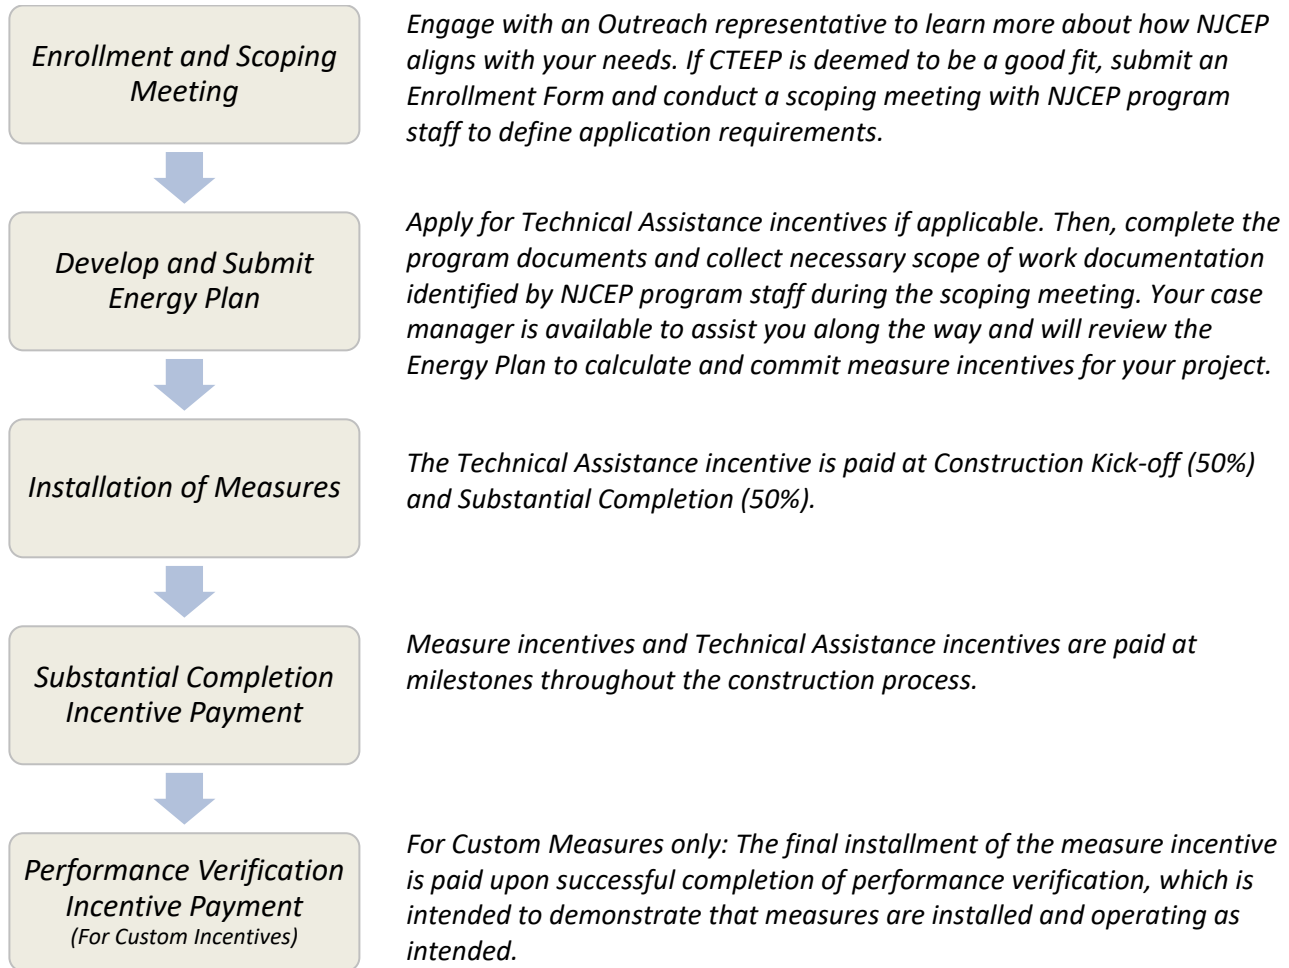 Enrollment and Scoping
Meeting
Engage with an Outreach representative to learn more about how NJCEP
aligns with your needs. If CTEEP is deemed to be a good fit, submit an
Enrollment Form and conduct a scoping meeting with NJCEP program
staff to define application requirements.
Develop and Submit
Energy Plan
Apply for Technical Assistance incentives if applicable. Then, complete the
program documents and collect necessary scope of work documentation
identified by NJCEP program staff during the scoping meeting. Your case
manager is available to assist you along the way and will review the
Energy Plan to calculate and commit measure incentives for your project.
Installation of Measures
The Technical Assistance incentive is paid at Construction Kick-off (50%)
and Substantial Completion (50%).
Substantial Completion
Incentive Payment
Measure incentives and Technical Assistance incentives are paid at
milestones throughout the construction process.
Performance Verification
Incentive Payment
(For Custom Incentives)
For Custom Measures only: The final installment of the measure incentive
is paid upon successful completion of performance verification, which is
intended to demonstrate that measures are installed and operating as
intended.